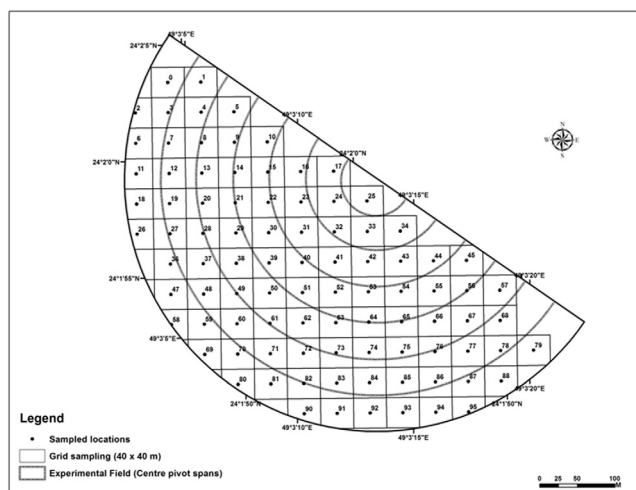 49°3'5"E
24°2'5"N
0 1
2 3 4 5
49°3'10"E
6 7 8 9 10
24°2'0"N
24°2'0"N
11 12 13 14 15 16 17
49°3'15"E
18 19 20 21 22 23 24 25
26 27 28 29 30 31 32 33 34
36 37 38 39 40 41 42 43 44 45
24°1'55"N
49°3'20"E
47 48 49 50 51 52 53 54 55 56 57
58 59 60 61 62 63 64 65 66 67 68
49°3'5"E
69 70 71 72 73 74 75 76 77 78 79
80 81 82 83 84 85 86 87 88
49°3'20"E
24°1'50"N
24°1'50"N
90 91 92 93 94 95
49°3'10"E
49°3'15"E
N
W E
S
Legend
Sampled locations
Grid sampling (40 x 40 m)
Experimental Field (Centre pivot spans)
0 25 50 100
M